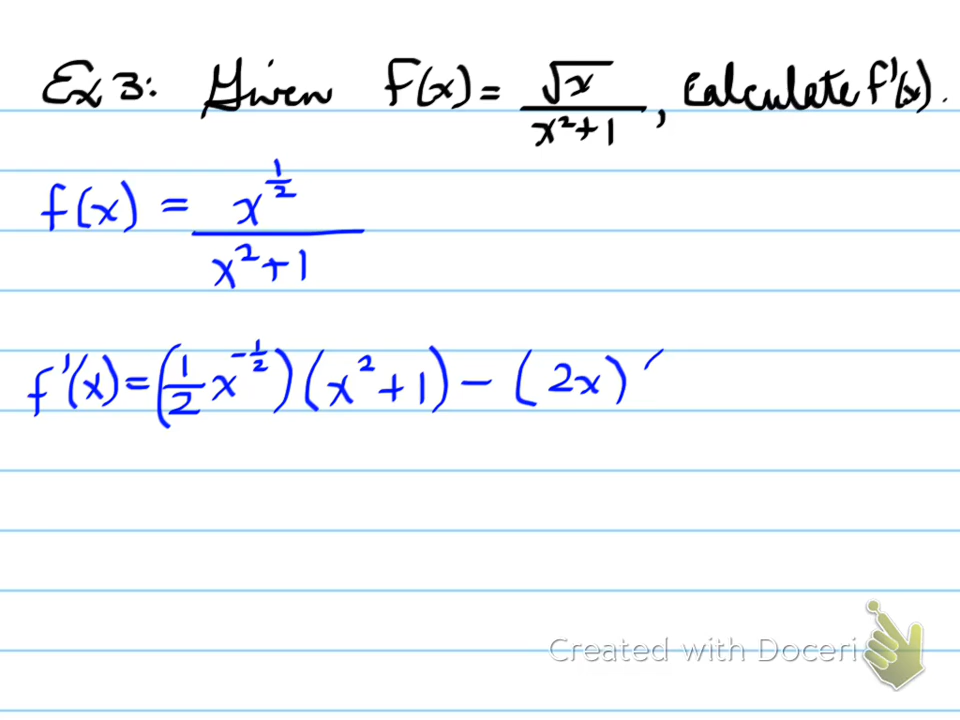 Ex 3: Given f(x) = √x / x²+1, calculate f'(x).
f(x) = x^(1/2) / x²+1
f'(x) = (1/2 x^(-1/2)) (x²+1) - (2x) (
Created with Doceri